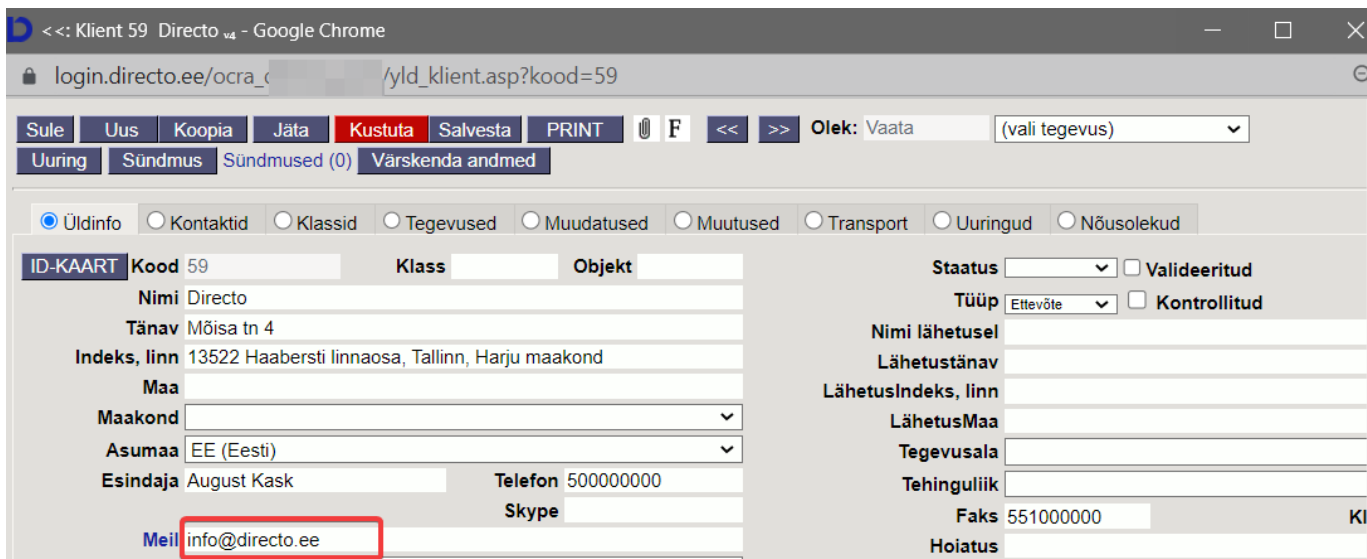 <<: Klient 59 Directo v4 - Google Chrome
login.directo.ee/ocra_ /yld_klient.asp?kood=59
Sule Uus Koopia Jäta Kustuta Salvesta PRINT F << >> Olek: Vaata (vali tegevus)
Uuring Sündmus Sündmused (0) Värskenda andmed
Üldinfo Kontaktid Klassid Tegevused Muudatused Muutused Transport Uuringud Nõusolekud
ID-KAART Kood 59 Klass Objekt Staatus Valideeritud
Nimi Directo Tüüp Ettevõte Kontrollitud
Tänav Mõisa tn 4 Nimi lähetusel
Indeks, linn 13522 Haabersti linnaosa, Tallinn, Harju maakond Lähetustänav
Maa LähetusIndeks, linn
Maakond LähetusMaa
Asumaa EE (Eesti) Tegevusala
Esindaja August Kask Telefon 500000000 Tehinguliik
Skype Faks 551000000 Kl
Meil info@directo.ee Hoiatus